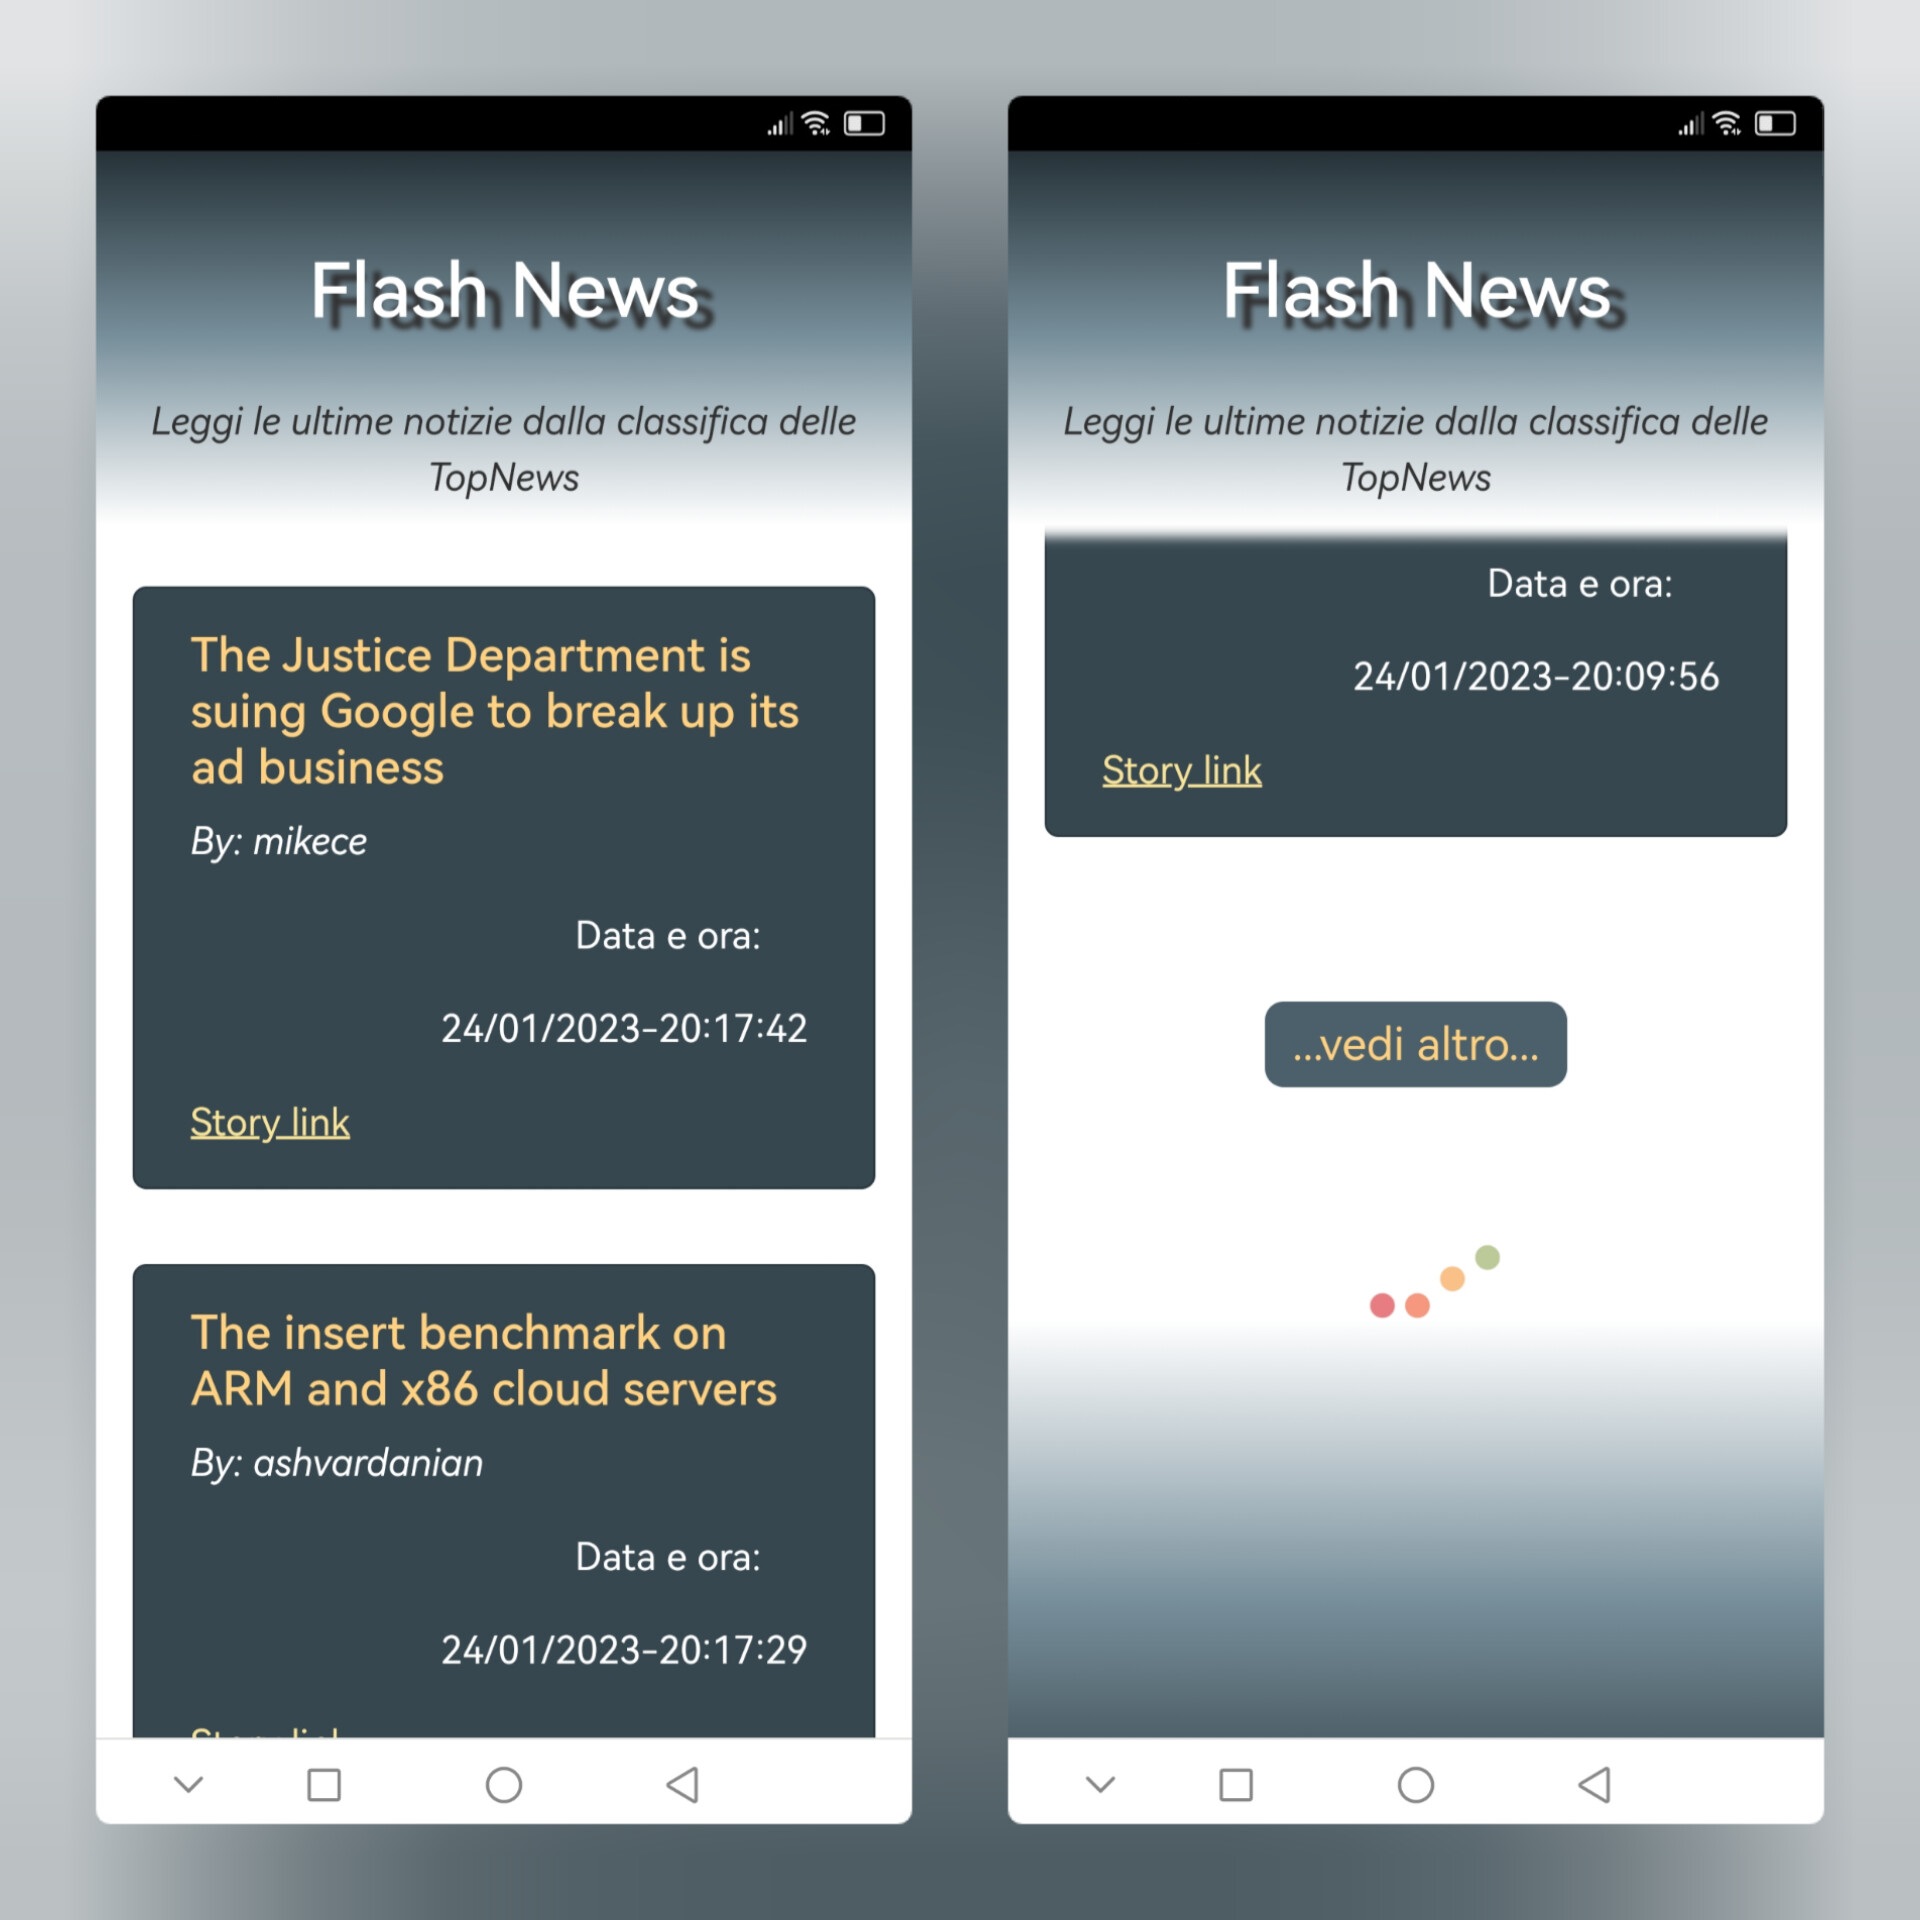 Flash News
Leggi le ultime notizie dalla classifica delle
TopNews
The Justice Department is
suing Google to break up its
ad business
By: mikece
Data e ora:
24/01/2023-20:17:42
Story link
The insert benchmark on
ARM and x86 cloud servers
By: ashvardanian
Data e ora:
24/01/2023-20:17:29
Flash News
Leggi le ultime notizie dalla classifica delle
TopNews
Data e ora:
24/01/2023-20:09:56
Story link
...vedi altro...